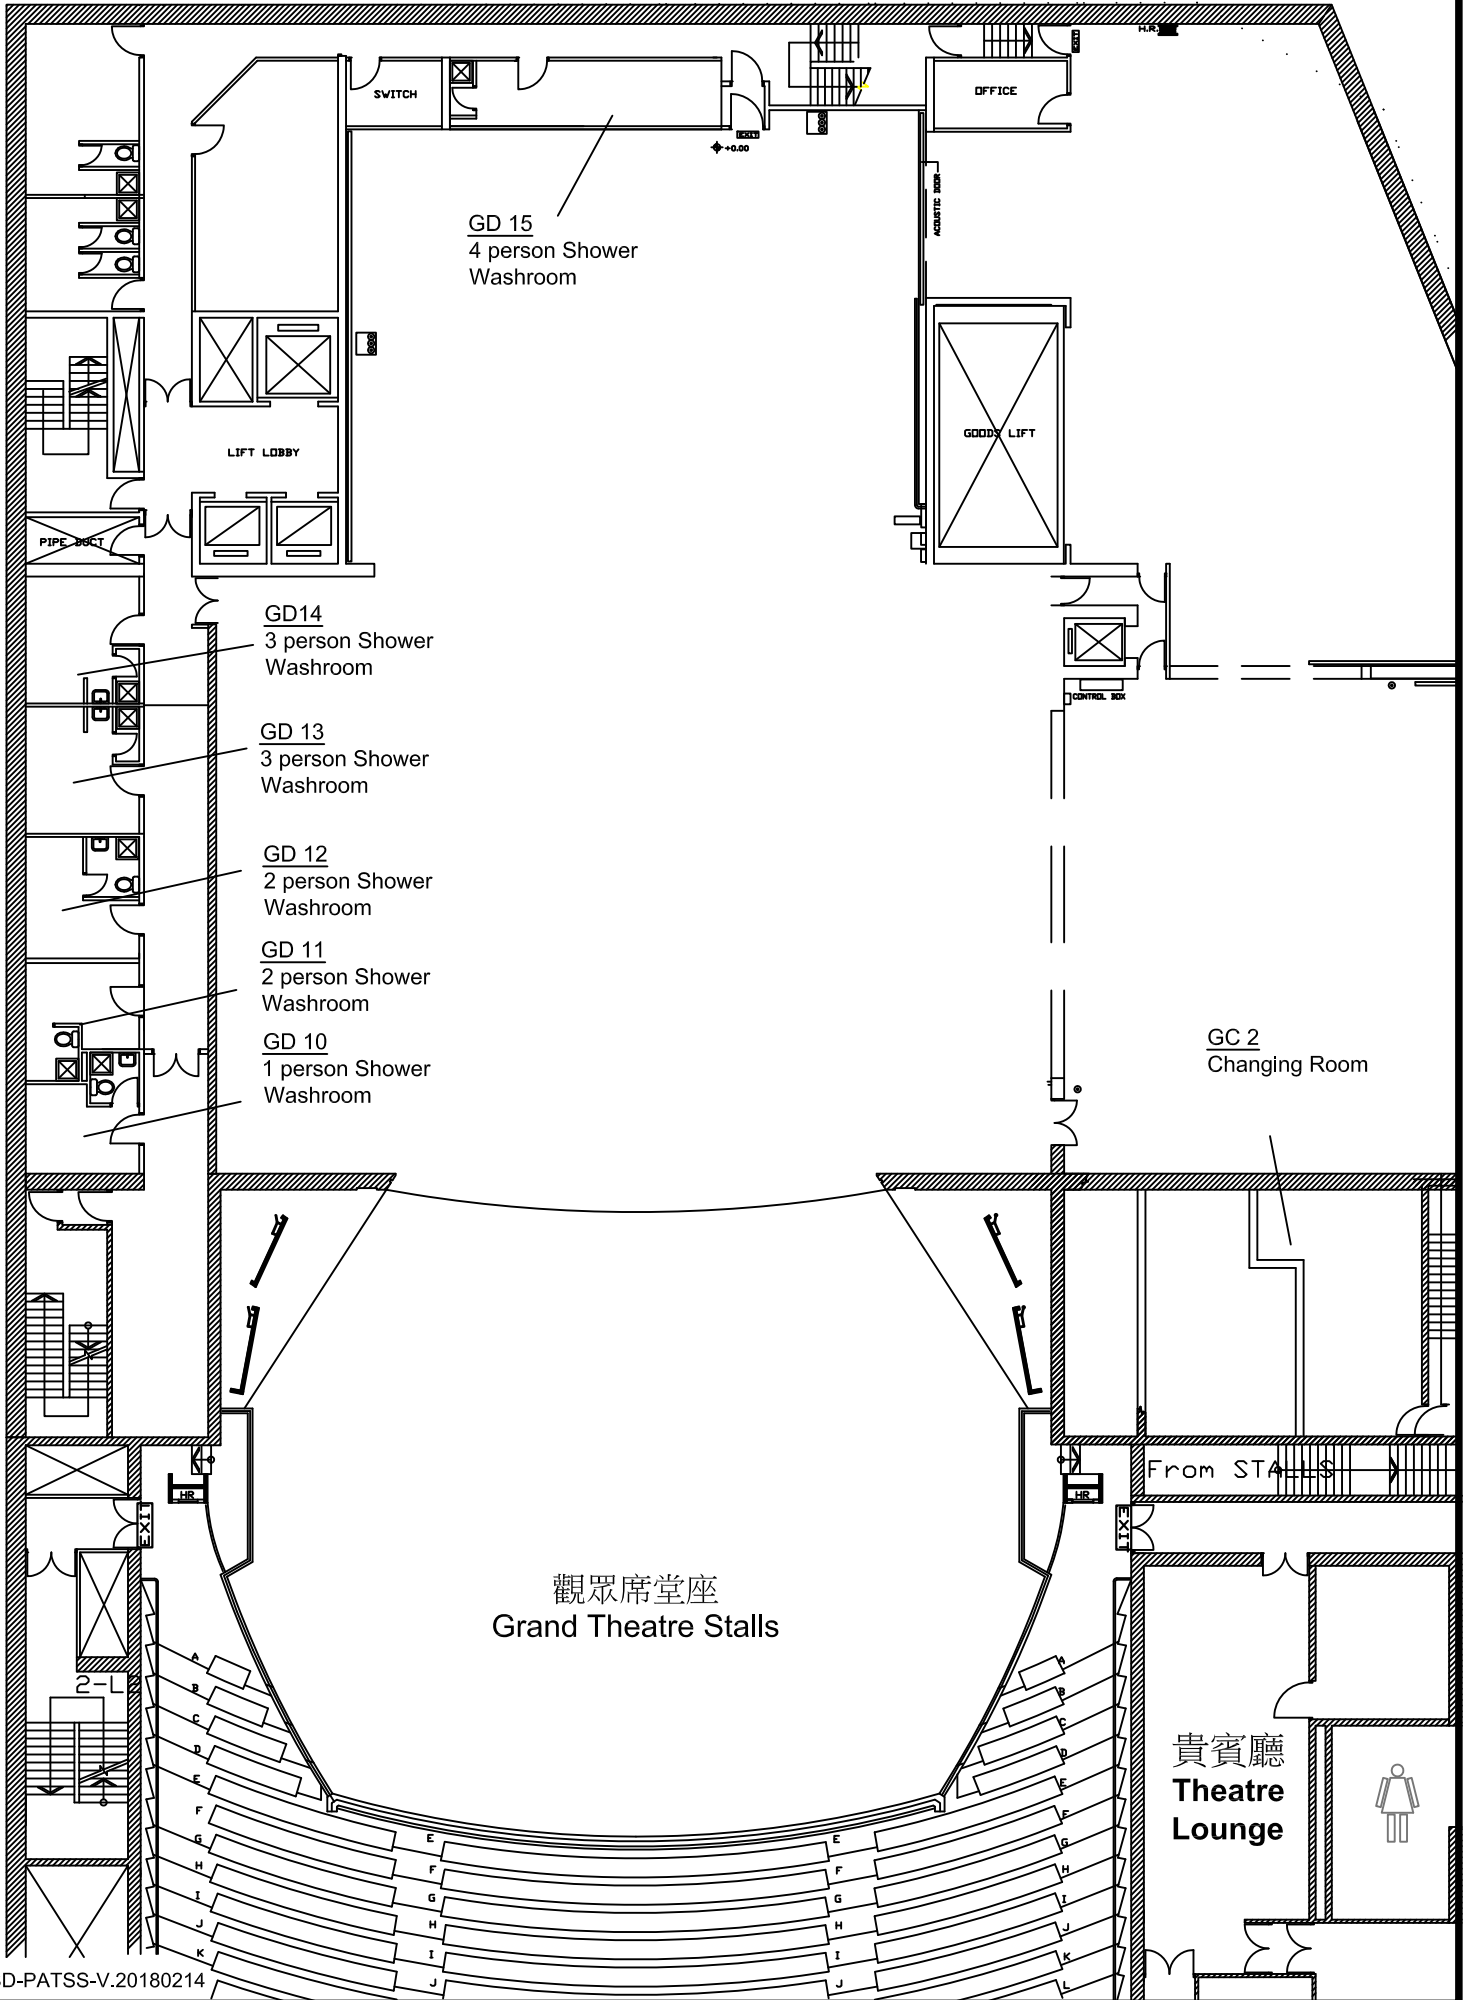 H.R.
EXIT
SWITCH
OFFICE
EXIT
+0.00
ACOUSTIC DOOR
GD 15
4 person Shower
Washroom
GOODS LIFT
LIFT LOBBY
PIPE DUCT
GD14
3 person Shower
Washroom
CONTROL BOX
GD 13
3 person Shower
Washroom
GD 12
2 person Shower
Washroom
GD 11
2 person Shower
Washroom
GD 10
1 person Shower
Washroom
GC 2
Changing Room
From STALLS
HR
HR
EXIT
EXIT
觀眾席堂座
Grand Theatre Stalls
2-L2
A
B
C
D
E
F
G
H
I
J
K
E
F
G
H
I
J
E
F
G
H
I
J
A
B
C
D
E
F
G
H
I
J
K
L
貴賓廳
Theatre
Lounge
D-PATSS-V.20180214